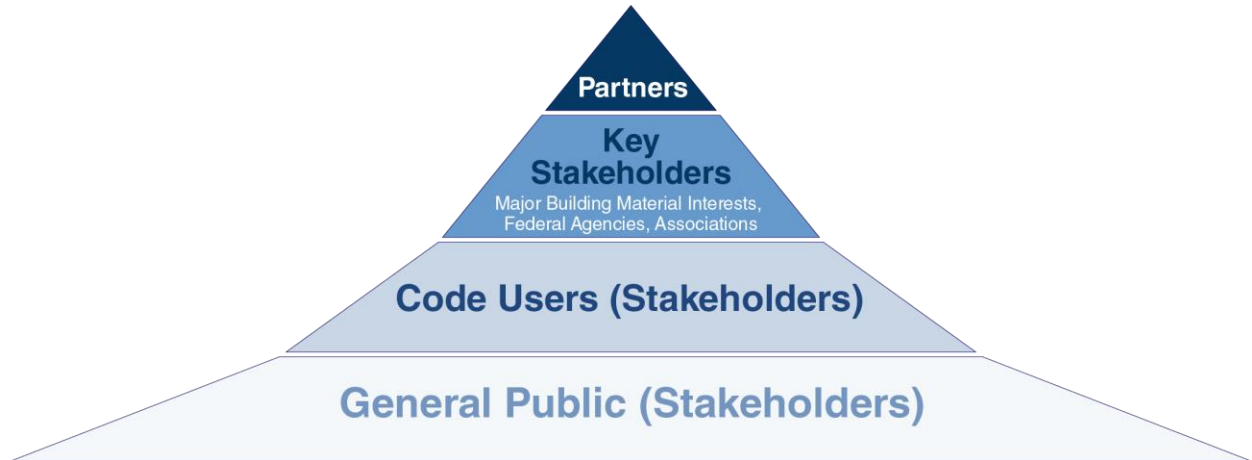 Partners
Key
Stakeholders
Major Building Material Interests,
Federal Agencies, Associations
Code Users (Stakeholders)
General Public (Stakeholders)